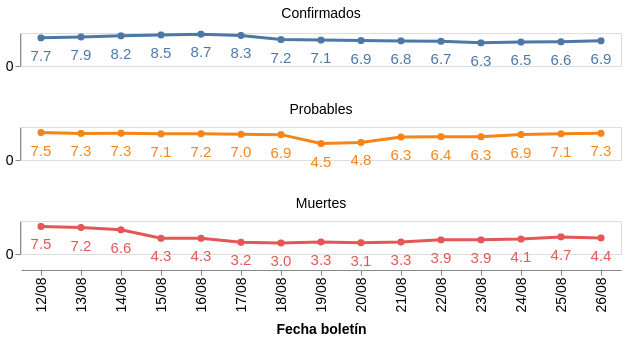 Confirmados
0
7.7 7.9 8.2 8.5 8.7 8.3 7.2 7.1 6.9 6.8 6.7 6.3 6.5 6.6 6.9
Probables
0
7.5 7.3 7.3 7.1 7.2 7.0 6.9 4.5 4.8 6.3 6.4 6.3 6.9 7.1 7.3
Muertes
0
7.5 7.2 6.6 4.3 4.3 3.2 3.0 3.3 3.1 3.3 3.9 3.9 4.1 4.7 4.4
12/08 13/08 14/08 15/08 16/08 17/08 18/08 19/08 20/08 21/08 22/08 23/08 24/08 25/08 26/08
Fecha boletín